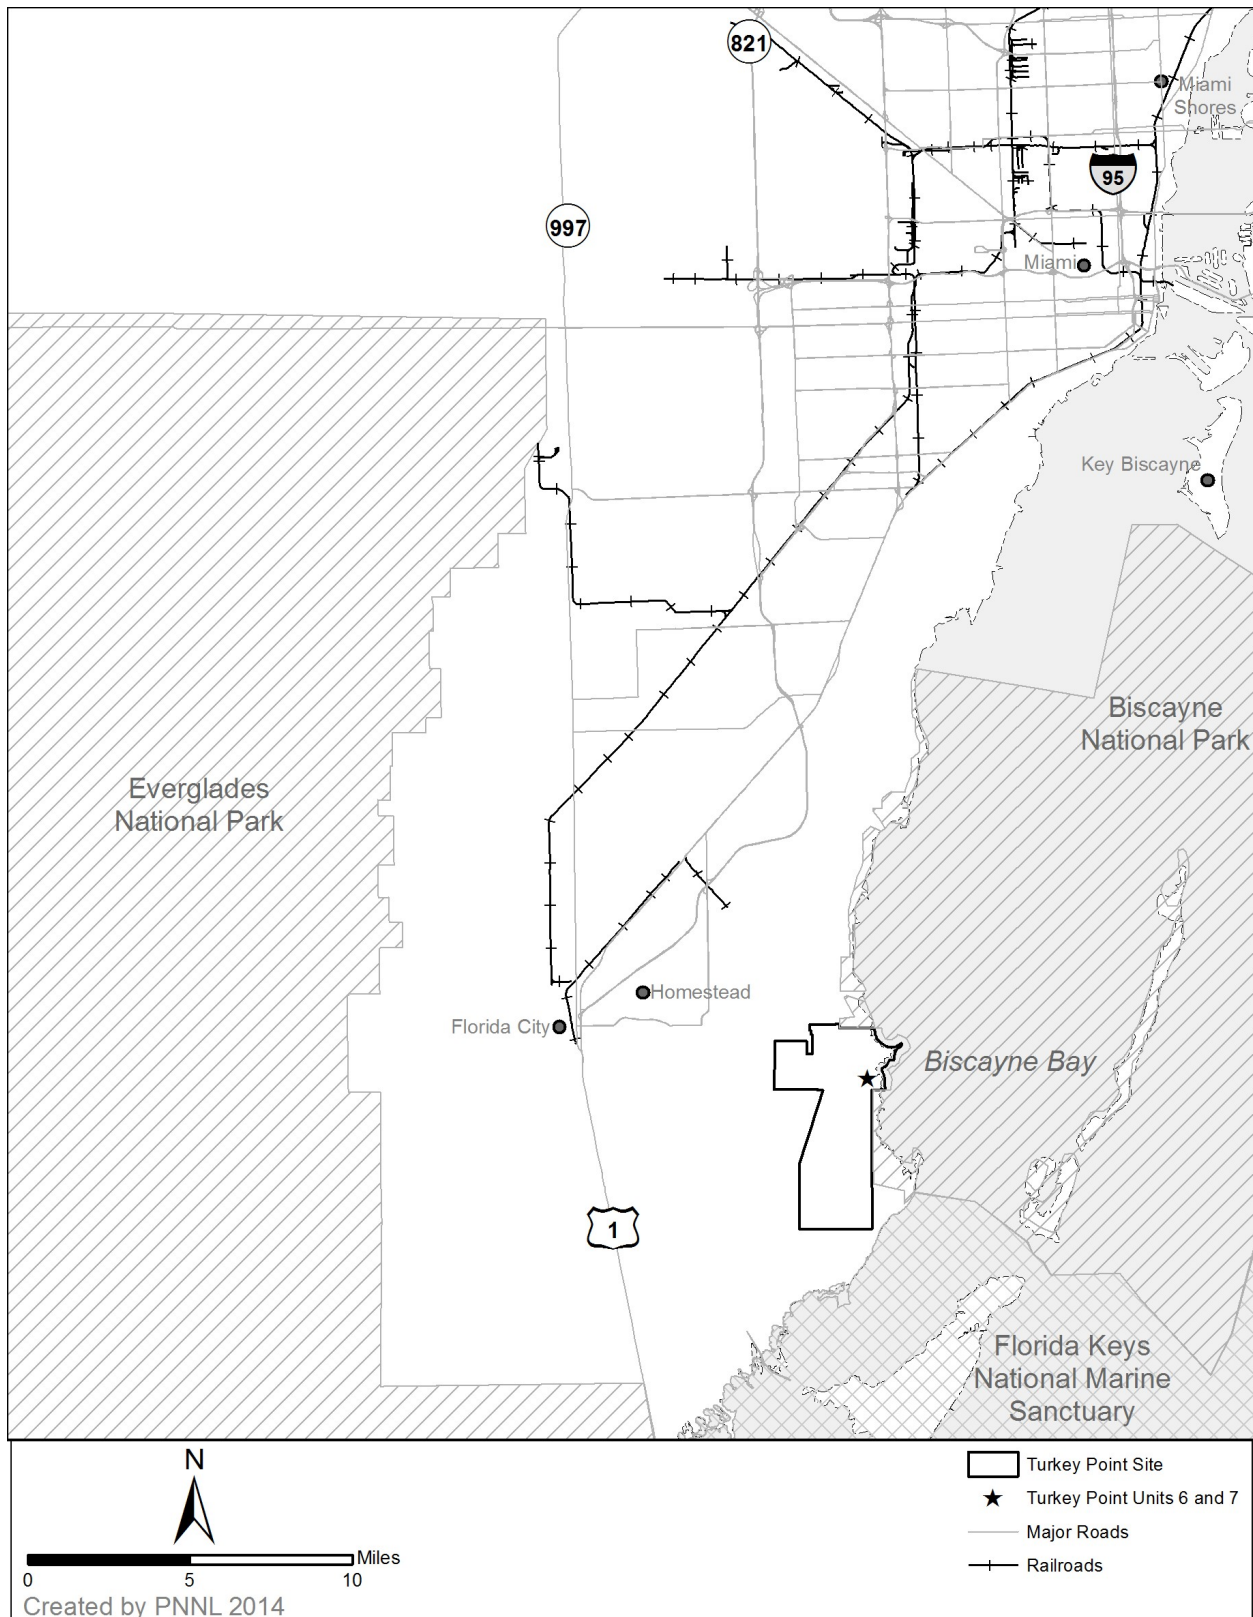 821
Miami
Shores
95
997
Miami
Key Biscayne
Biscayne
National Park
Everglades
National Park
Homestead
Florida City
Biscayne Bay
1
Florida Keys
National Marine
Sanctuary
N
Miles
0 5 10
Created by PNNL 2014
Turkey Point Site
Turkey Point Units 6 and 7
Major Roads
Railroads